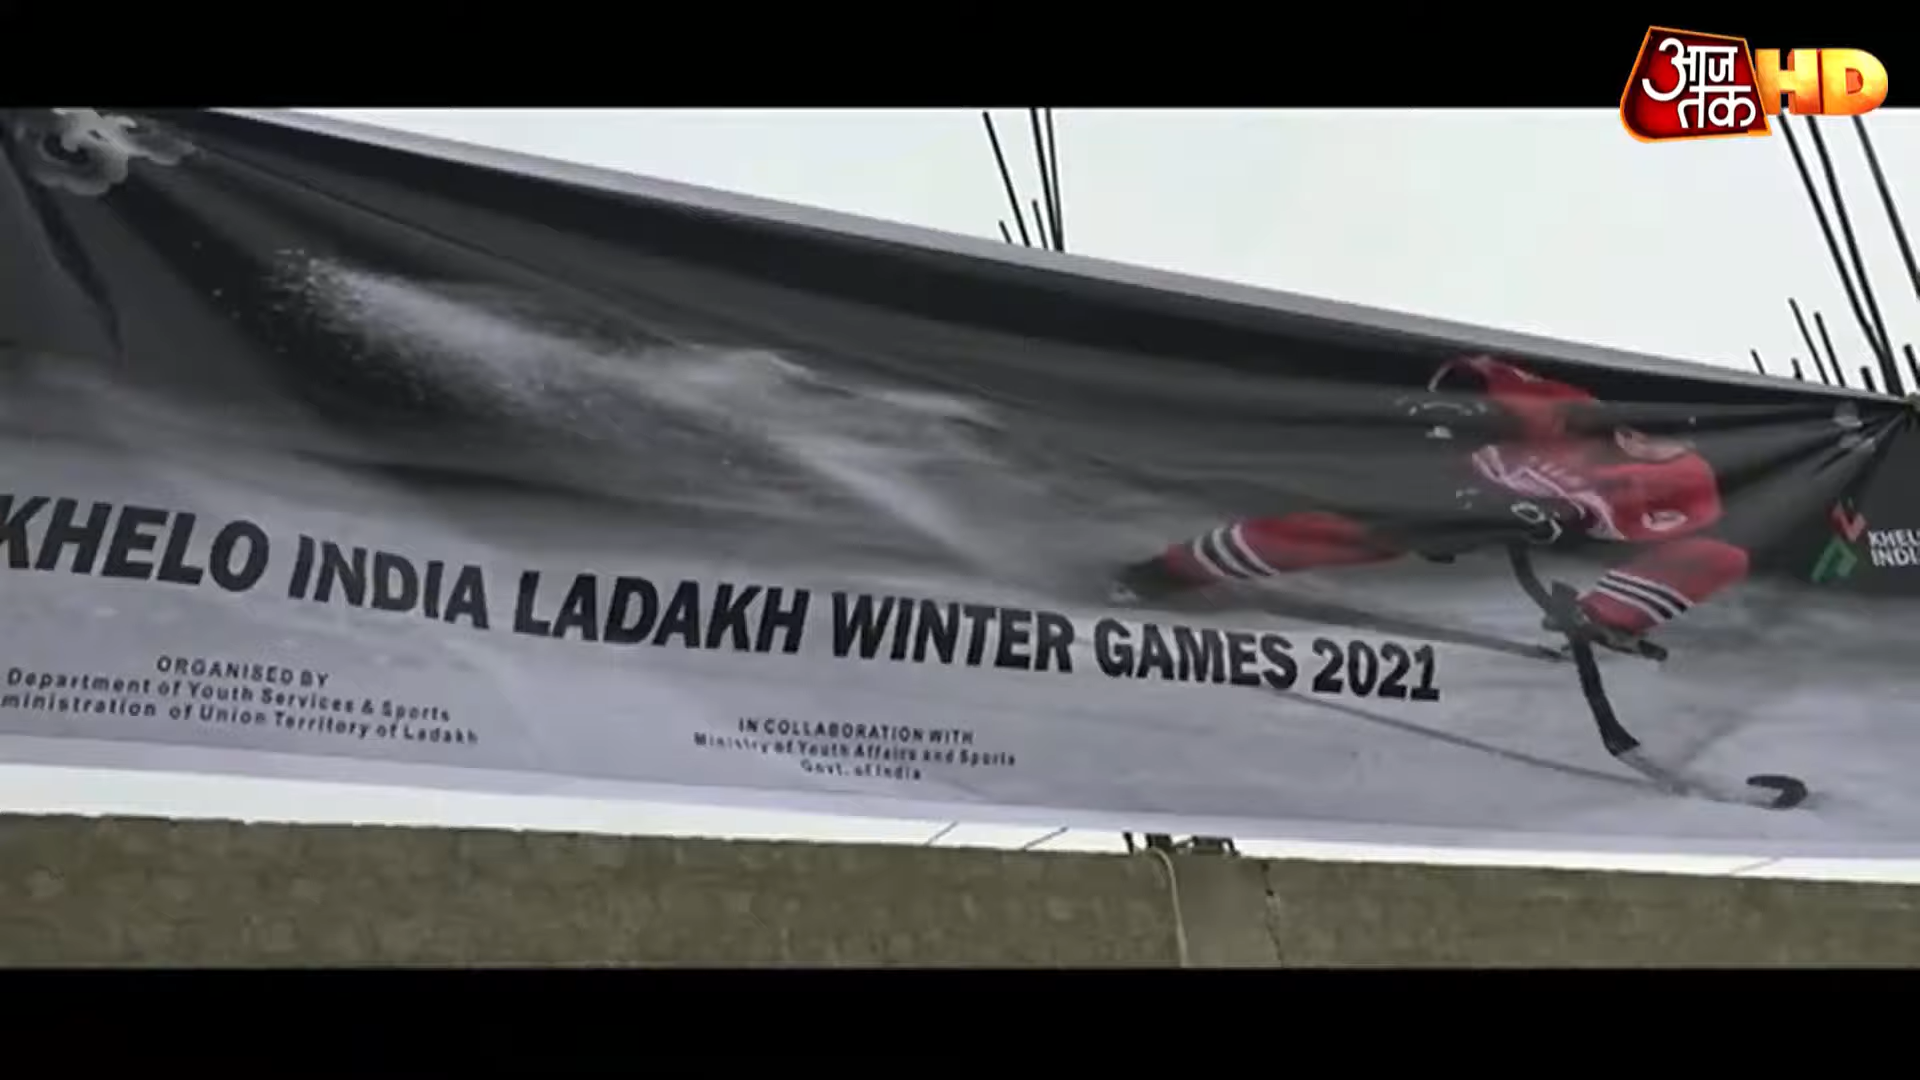 आज
तक HD
KHELO INDIA LADAKH WINTER GAMES 2021
ORGANISED BY
Department of Youth Services & Sports
ministration of Union Territory of Ladakh
IN COLLABORATION WITH
Ministry of Youth Affairs and Sports
Govt. of India
KHEL
INDI